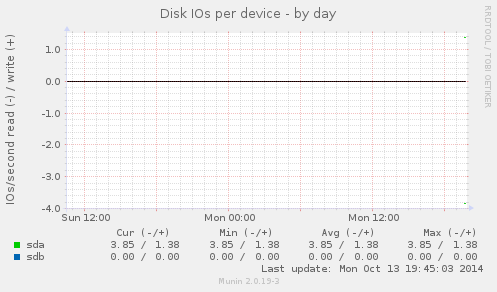 Disk IOs per device - by day
RRDTOOL / TOBI OETIKER
IOs/second read (-) / write (+)
1.0
0.0
-1.0
-2.0
-3.0
-4.0
Sun 12:00 Mon 00:00 Mon 12:00
Cur (-/+) Min (-/+) Avg (-/+) Max (-/+)
sda 3.85 / 1.38 3.85 / 1.38 3.85 / 1.38 3.85 / 1.38
sdb 0.00 / 0.00 0.00 / 0.00 0.00 / 0.00 0.00 / 0.00
Last update: Mon Oct 13 19:45:03 2014
Munin 2.0.19-3